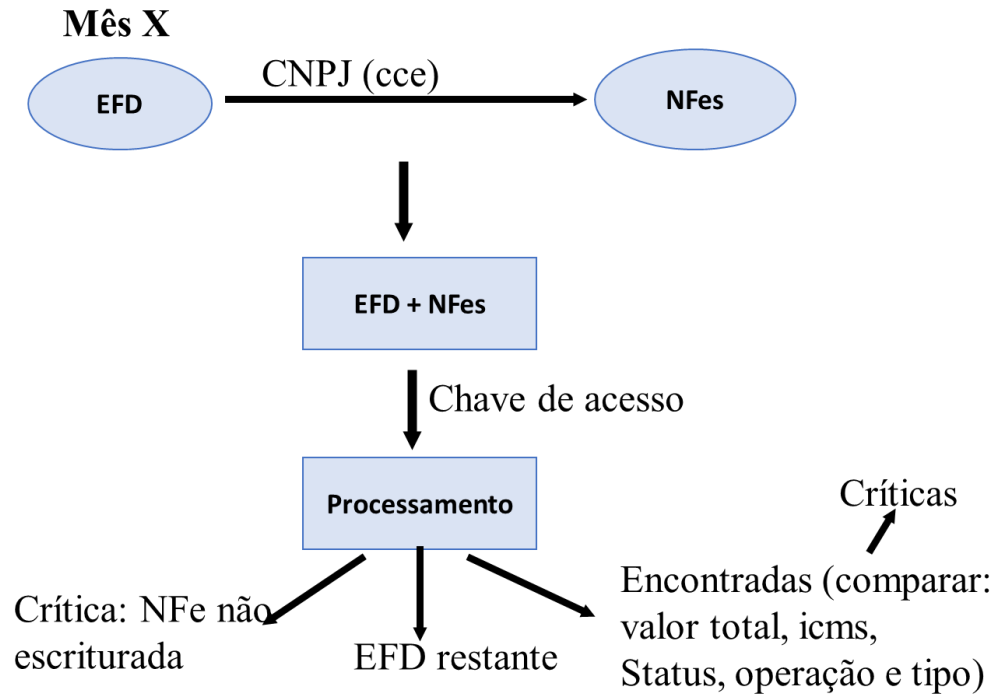 Mês X
EFD
CNPJ (cce)
NFes
EFD + NFes
Chave de acesso
Processamento
Críticas
Crítica: NFe não
escriturada
EFD restante
Encontradas (comparar:
valor total, icms,
Status, operação e tipo)